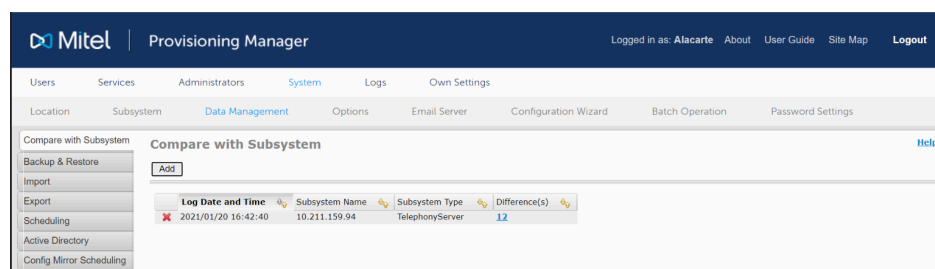 Mitel | Provisioning Manager
Logged in as: Alacarte About User Guide Site Map Logout
Users Services Administrators System Logs Own Settings
Location Subsystem Data Management Options Email Server Configuration Wizard Batch Operation Password Settings
Compare with Subsystem
Backup & Restore
Import
Export
Scheduling
Active Directory
Config Mirror Scheduling
Compare with Subsystem
Help
Add
Log Date and Time Subsystem Name Subsystem Type Difference(s)
2021/01/20 16:42:40 10.211.159.94 TelephonyServer 12